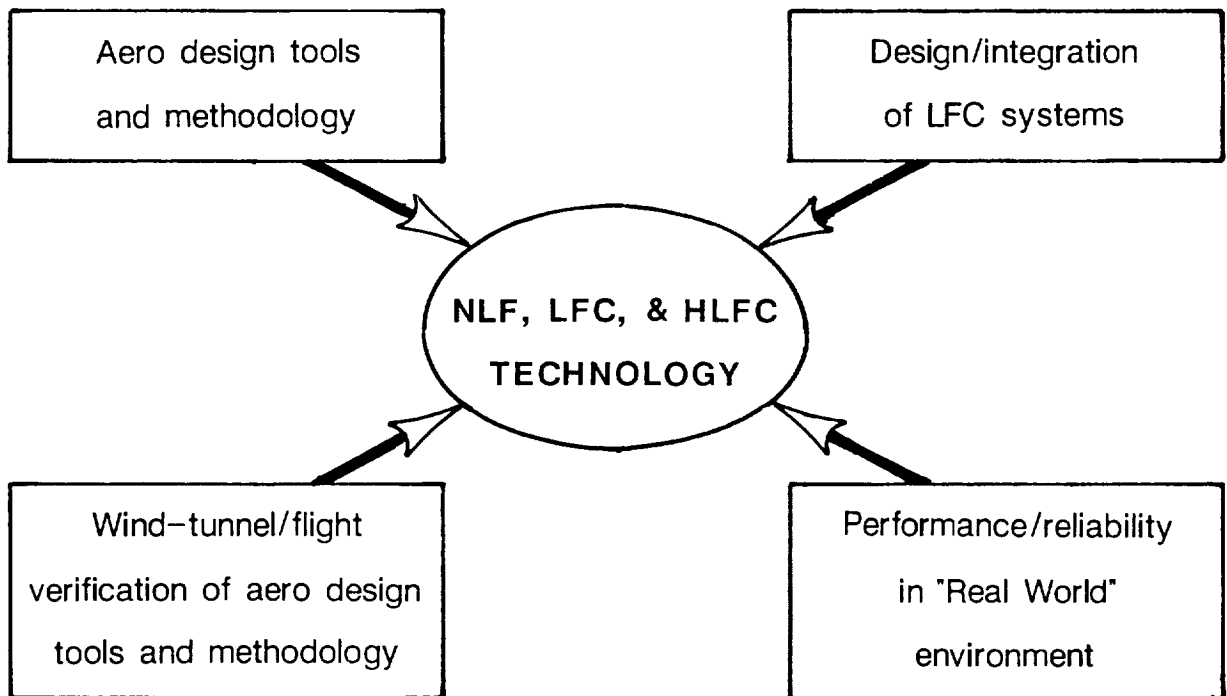 Aero design tools
and methodology
Design/integration
of LFC systems
NLF, LFC, & HLFC
TECHNOLOGY
Wind-tunnel/flight
verification of aero design
tools and methodology
Performance/reliability
in "Real World"
environment